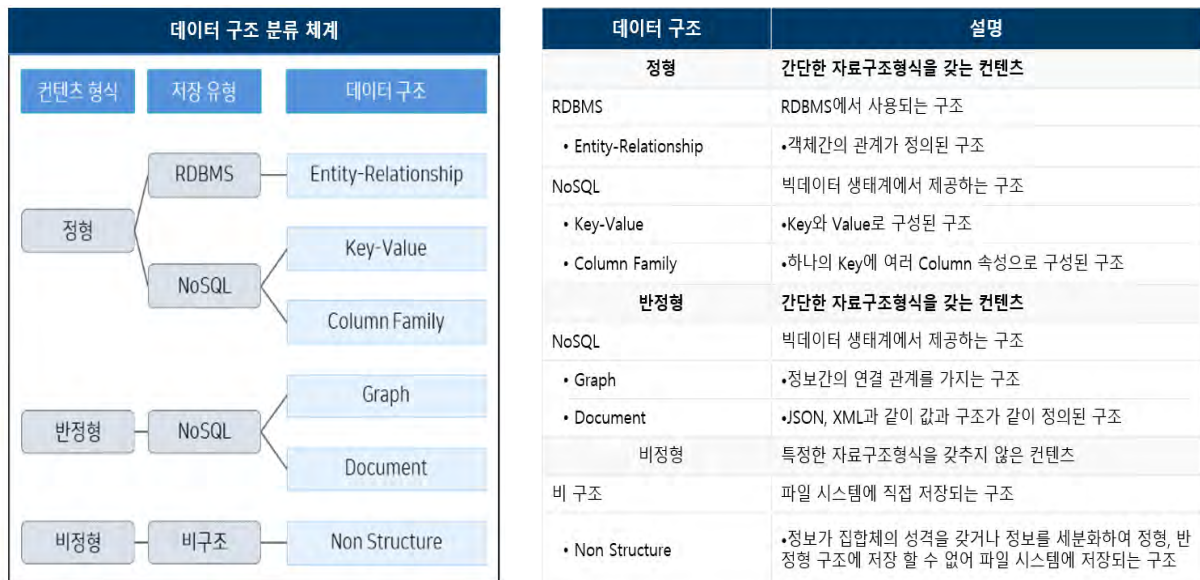 데이터 구조 분류 체계
컨텐츠 형식 저장 유형 데이터 구조
RDBMS Entity-Relationship
정형
Key-Value
NoSQL
Column Family
Graph
반정형 NoSQL
Document
비정형 비구조 Non Structure
데이터 구조 설명
정형 간단한 자료구조형식을 갖는 컨텐츠
RDBMS RDBMS에서 사용되는 구조
• Entity-Relationship •객체간의 관계가 정의된 구조
NoSQL 빅데이터 생태계에서 제공하는 구조
• Key-Value •Key와 Value로 구성된 구조
• Column Family •하나의 Key에 여러 Column 속성으로 구성된 구조
반정형 간단한 자료구조형식을 갖는 컨텐츠
NoSQL 빅데이터 생태계에서 제공하는 구조
• Graph •정보간의 연결 관계를 가지는 구조
• Document •JSON, XML과 같이 값과 구조가 같이 정의된 구조
비정형 특정한 자료구조형식을 갖추지 않은 컨텐츠
비 구조 파일 시스템에 직접 저장되는 구조
• Non Structure •정보가 집합체의 성격을 갖거나 정보를 세분화하여 정형, 반
정형 구조에 저장 할 수 없어 파일 시스템에 저장되는 구조